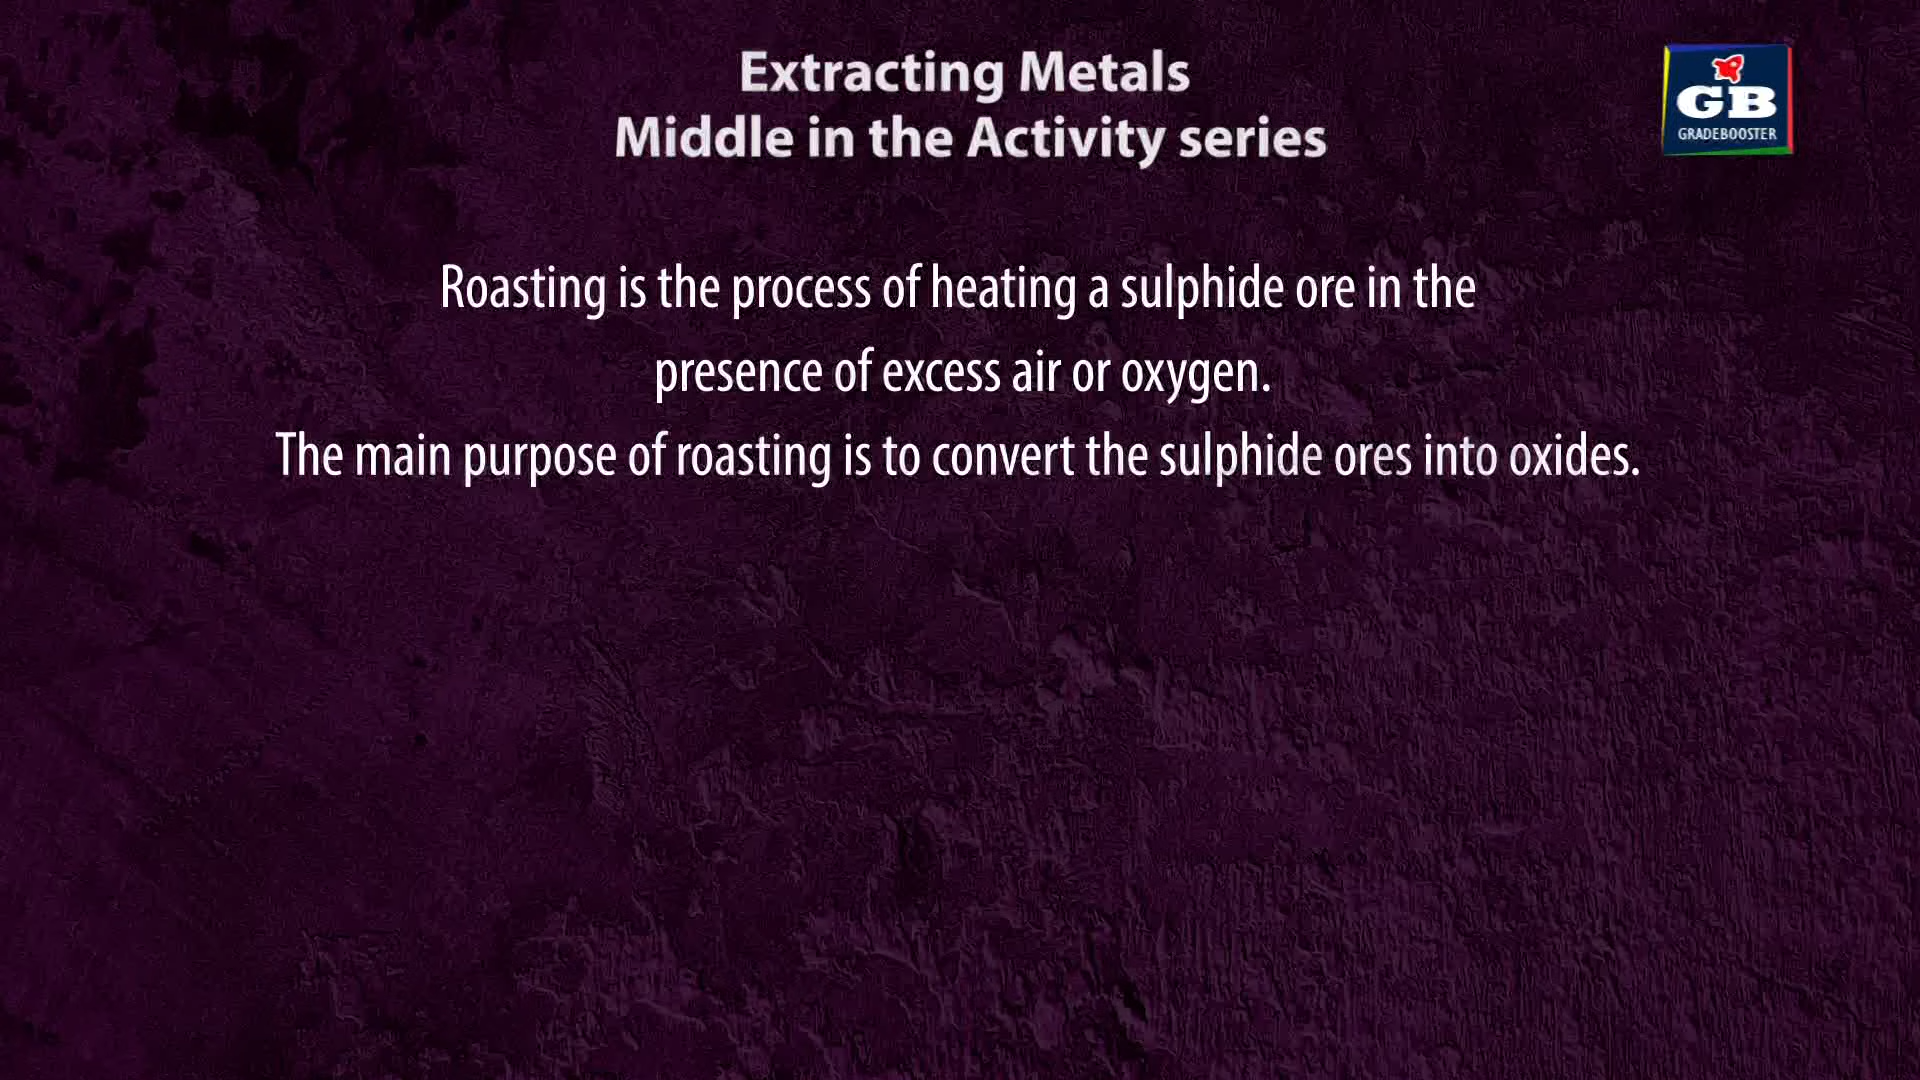 Extracting Metals
Middle in the Activity series
GB
GRADEBOOSTER
Roasting is the process of heating a sulphide ore in the
presence of excess air or oxygen.
The main purpose of roasting is to convert the sulphide ores into oxides.